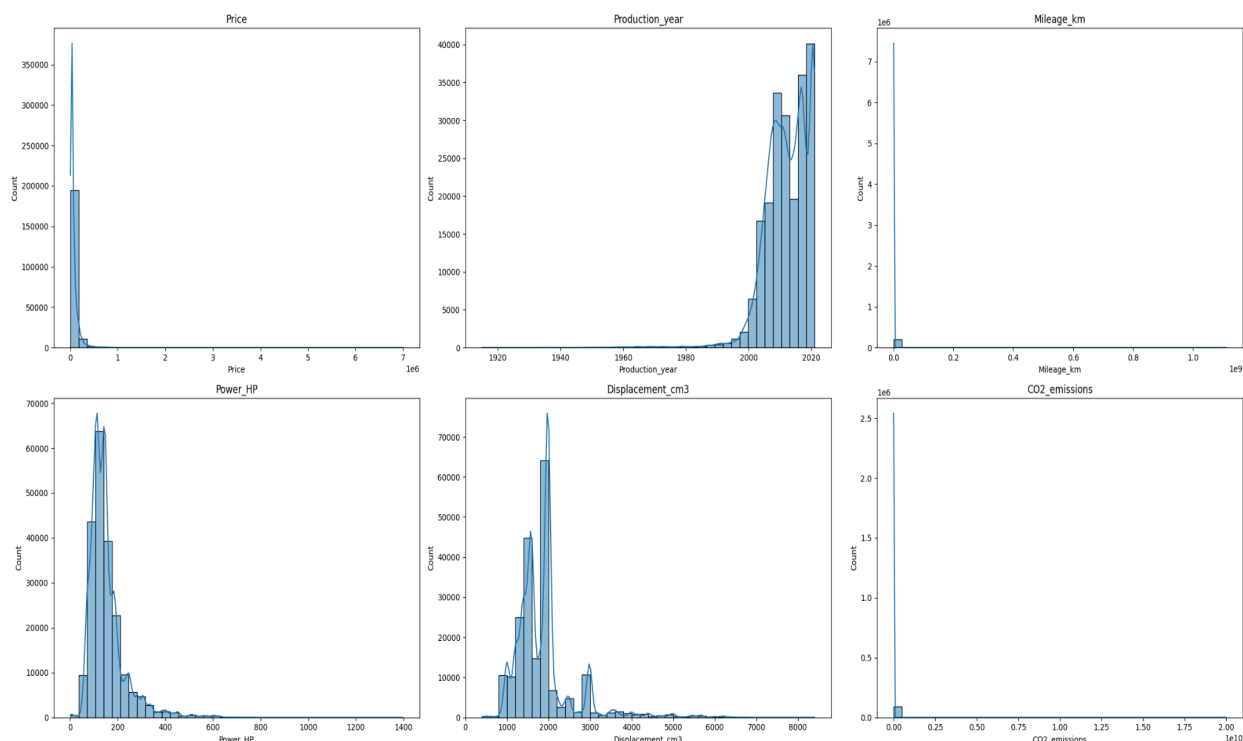 Price
350000
300000
250000
200000
150000
100000
50000
0
Count
0 1 2 3 4 5 6 7
1e6
Price
Production_year
40000
35000
30000
25000
20000
15000
10000
5000
0
Count
1920 1940 1960 1980 2000 2020
Production_year
Mileage_km
1e6
7
6
5
4
3
2
1
0
Count
0.0 0.2 0.4 0.6 0.8 1.0
1e9
Mileage_km
Power_HP
70000
60000
50000
40000
30000
20000
10000
0
Count
0 200 400 600 800 1000 1200 1400
Power_HP
Displacement_cm3
70000
60000
50000
40000
30000
20000
10000
0
Count
1000 2000 3000 4000 5000 6000 7000 8000
Displacement_cm3
CO2_emissions
1e6
2.5
2.0
1.5
1.0
0.5
0.0
Count
0.00 0.25 0.50 0.75 1.00 1.25 1.50 1.75 2.00
1e10
CO2_emissions